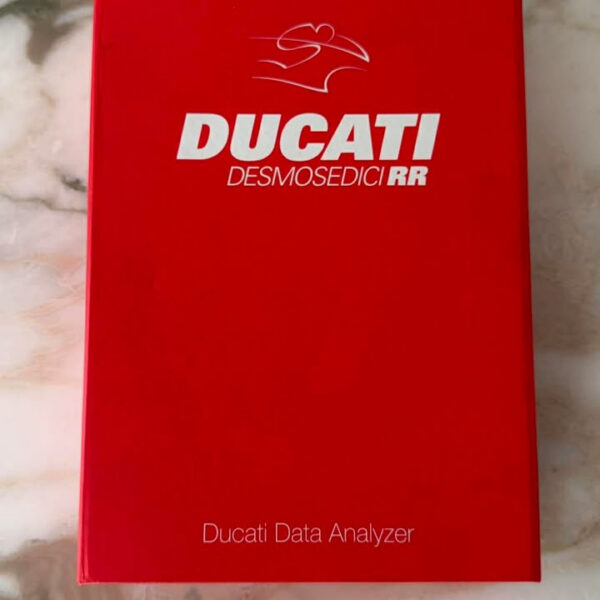 DUCATI
DESMOSEDICI RR
Ducati Data Analyzer